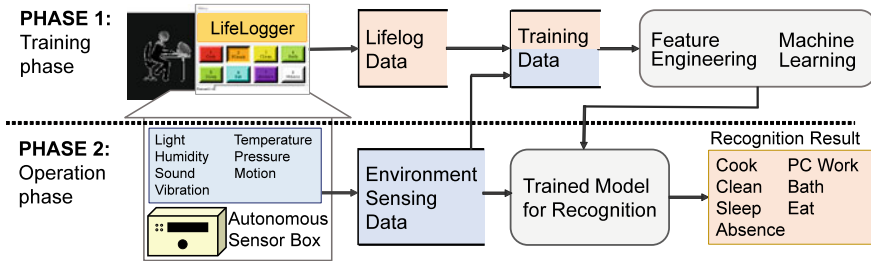 PHASE 1:
Training
phase
LifeLogger
Lifelog
Data
Training
Data
Feature
Engineering
Machine
Learning
PHASE 2:
Operation
phase
Light
Humidity
Sound
Vibration
Temperature
Pressure
Motion
Autonomous
Sensor Box
Environment
Sensing
Data
Trained Model
for Recognition
Recognition Result
Cook
Clean
Sleep
Absence
PC Work
Bath
Eat